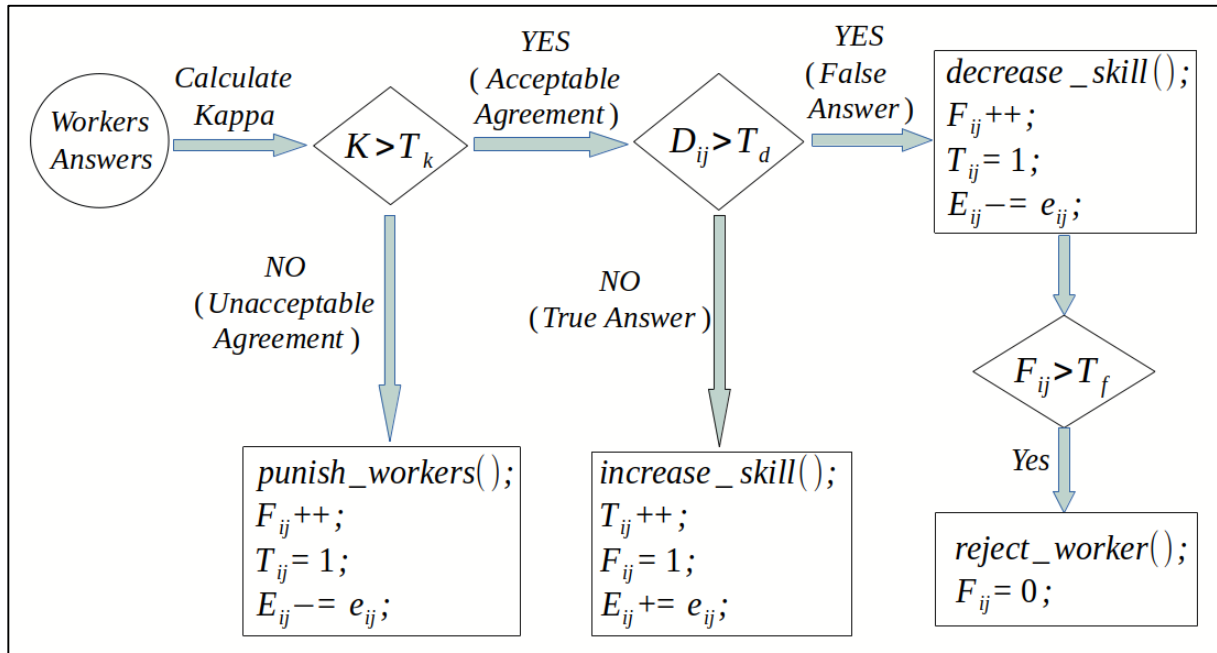 Workers
Answers
Calculate
Kappa
K>T_k
YES
(Acceptable
Agreement)
D_ij>T_d
YES
(False
Answer)
decrease_skill();
F_ij++;
T_ij=1;
E_ij-=e_ij;
NO
(Unacceptable
Agreement)
NO
(True Answer)
F_ij>T_f
Yes
punish_workers();
F_ij++;
T_ij=1;
E_ij-=e_ij;
increase_skill();
T_ij++;
F_ij=1;
E_ij+=e_ij;
reject_worker();
F_ij=0;